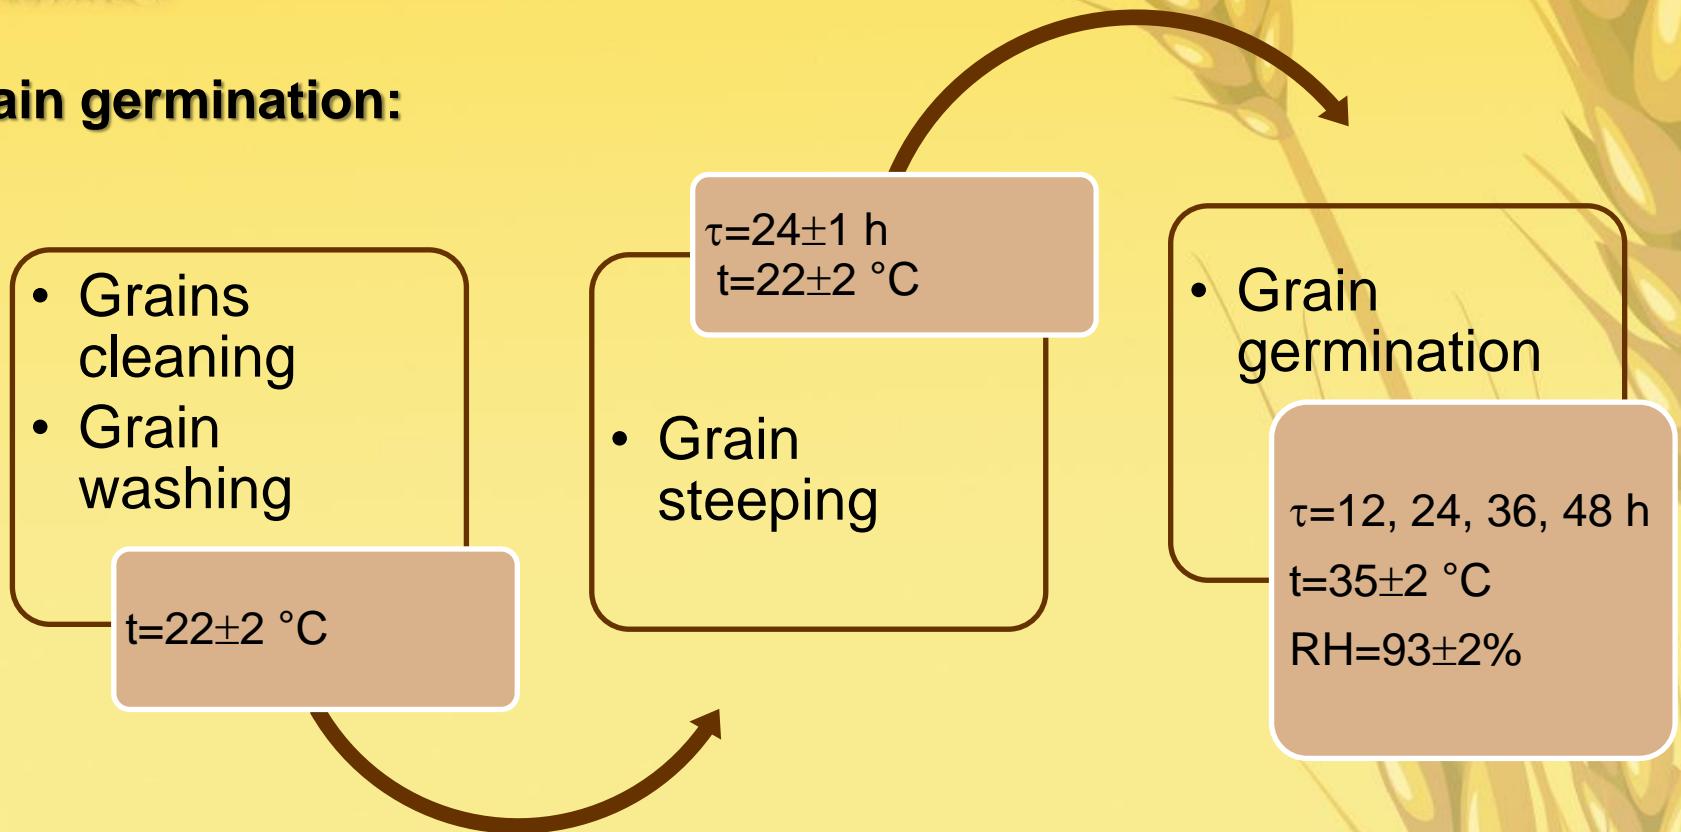 ain germination:
• Grains
cleaning
• Grain
washing
t=22±2 °C
τ=24±1 h
t=22±2 °C
• Grain
steeping
• Grain
germination
τ=12, 24, 36, 48 h
t=35±2 °C
RH=93±2%